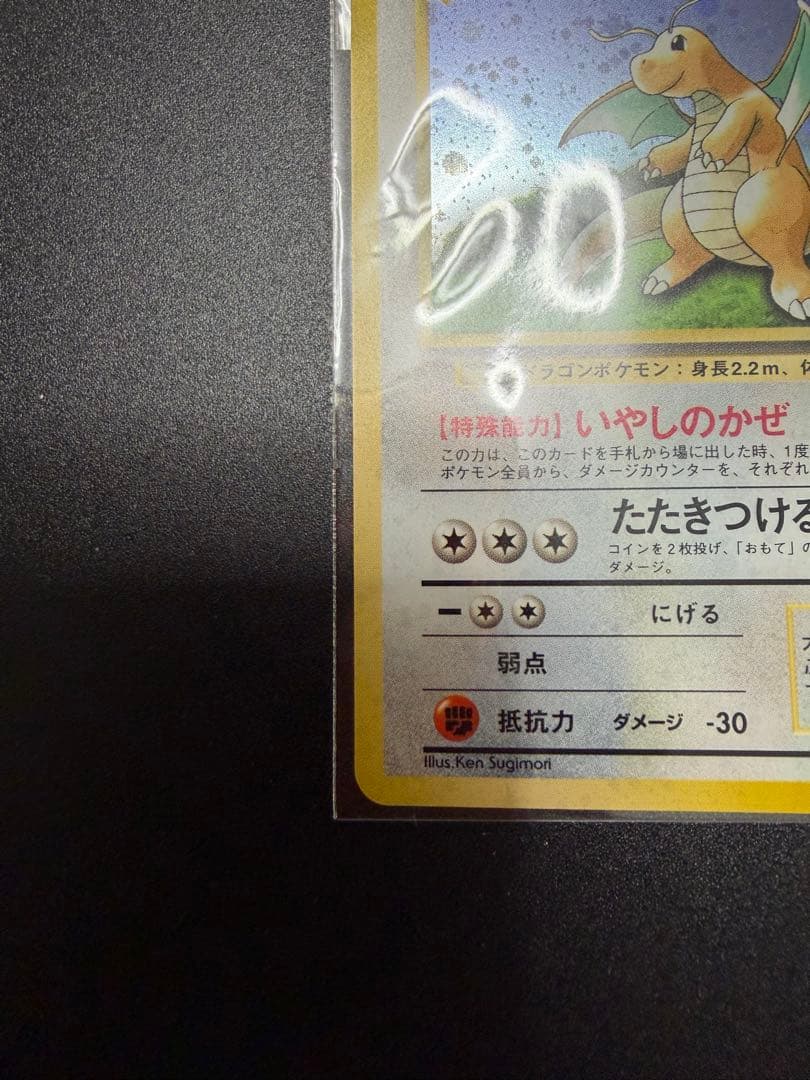 ドラゴンポケモン：身長2.2m、体
【特殊能力】いやしのかぜ
この力は、このカードを手札から場に出した時、1度
ポケモン全員から、ダメージカウンターを、それぞれ
たたきつける
コインを2枚投げ、「おもて」の
ダメージ。
ー にげる
弱点
抵抗力 ダメージ -30
Illus.Ken Sugimori